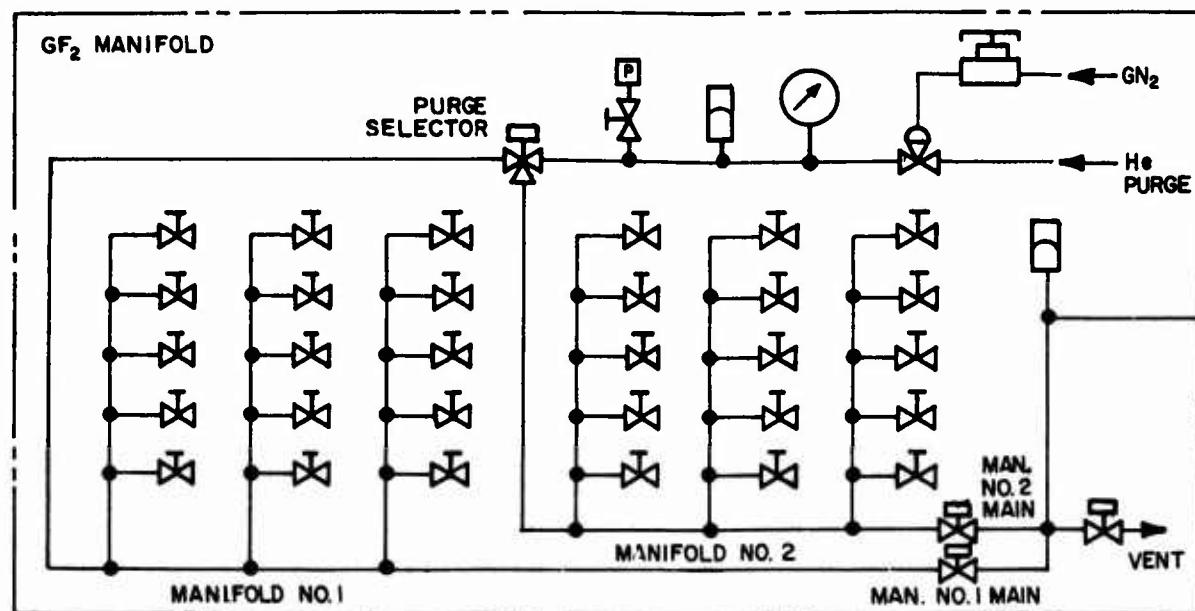 GF₂ MANIFOLD
P
GN₂
PURGE
SELECTOR
He
PURGE
MAN.
NO. 2
MAIN
MANIFOLD NO. 2
VENT
MANIFOLD NO. 1
MAN. NO. 1 MAIN